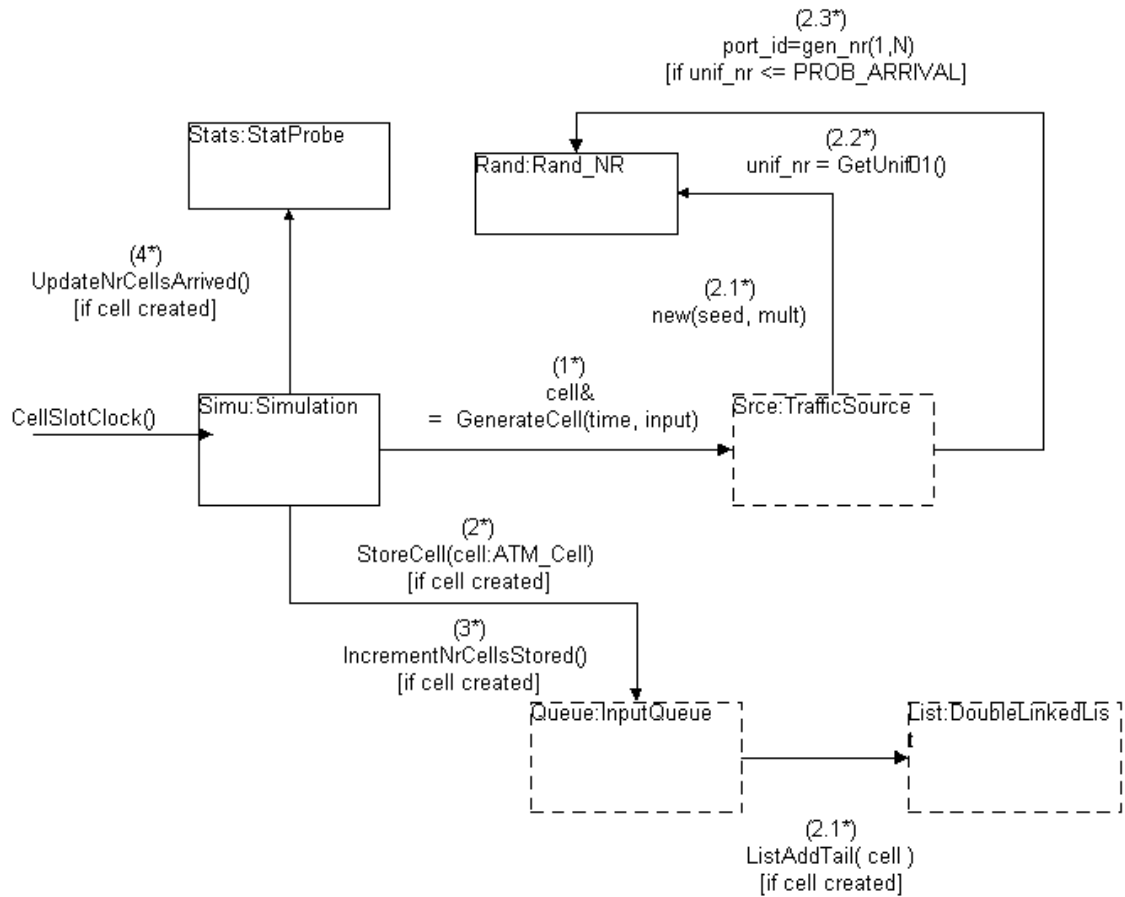 (2.3*)
port_id=gen_nr(1,N)
[if unif_nr <= PROB_ARRIVAL]
Stats:StatProbe
Rand:Rand_NR
(2.2*)
unif_nr = GetUnif01()
(4*)
UpdateNrCellsArrived()
[if cell created]
(2.1*)
new(seed, mult)
CellSlotClock()
Simu:Simulation
(1*)
cell&
= GenerateCell(time, input)
Srce:TrafficSource
(2*)
StoreCell(cell:ATM_Cell)
[if cell created]
(3*)
IncrementNrCellsStored()
[if cell created]
Queue:InputQueue
List:DoubleLinkedLis
t
(2.1*)
ListAddTail( cell )
[if cell created]